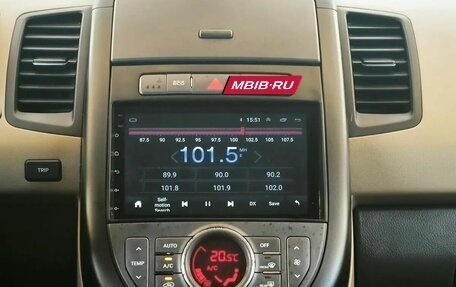 MBIB·RU
15:51
87.5 90 92.5 95 97.5 100 102.5 105 107.5
101.5 MHz
89.9 90.0 90.2
101.8 101.9 102.0
Self-motion Search DX Save
TRIP
AUTO OFF
TEMP A/C 20.5°C
A/C